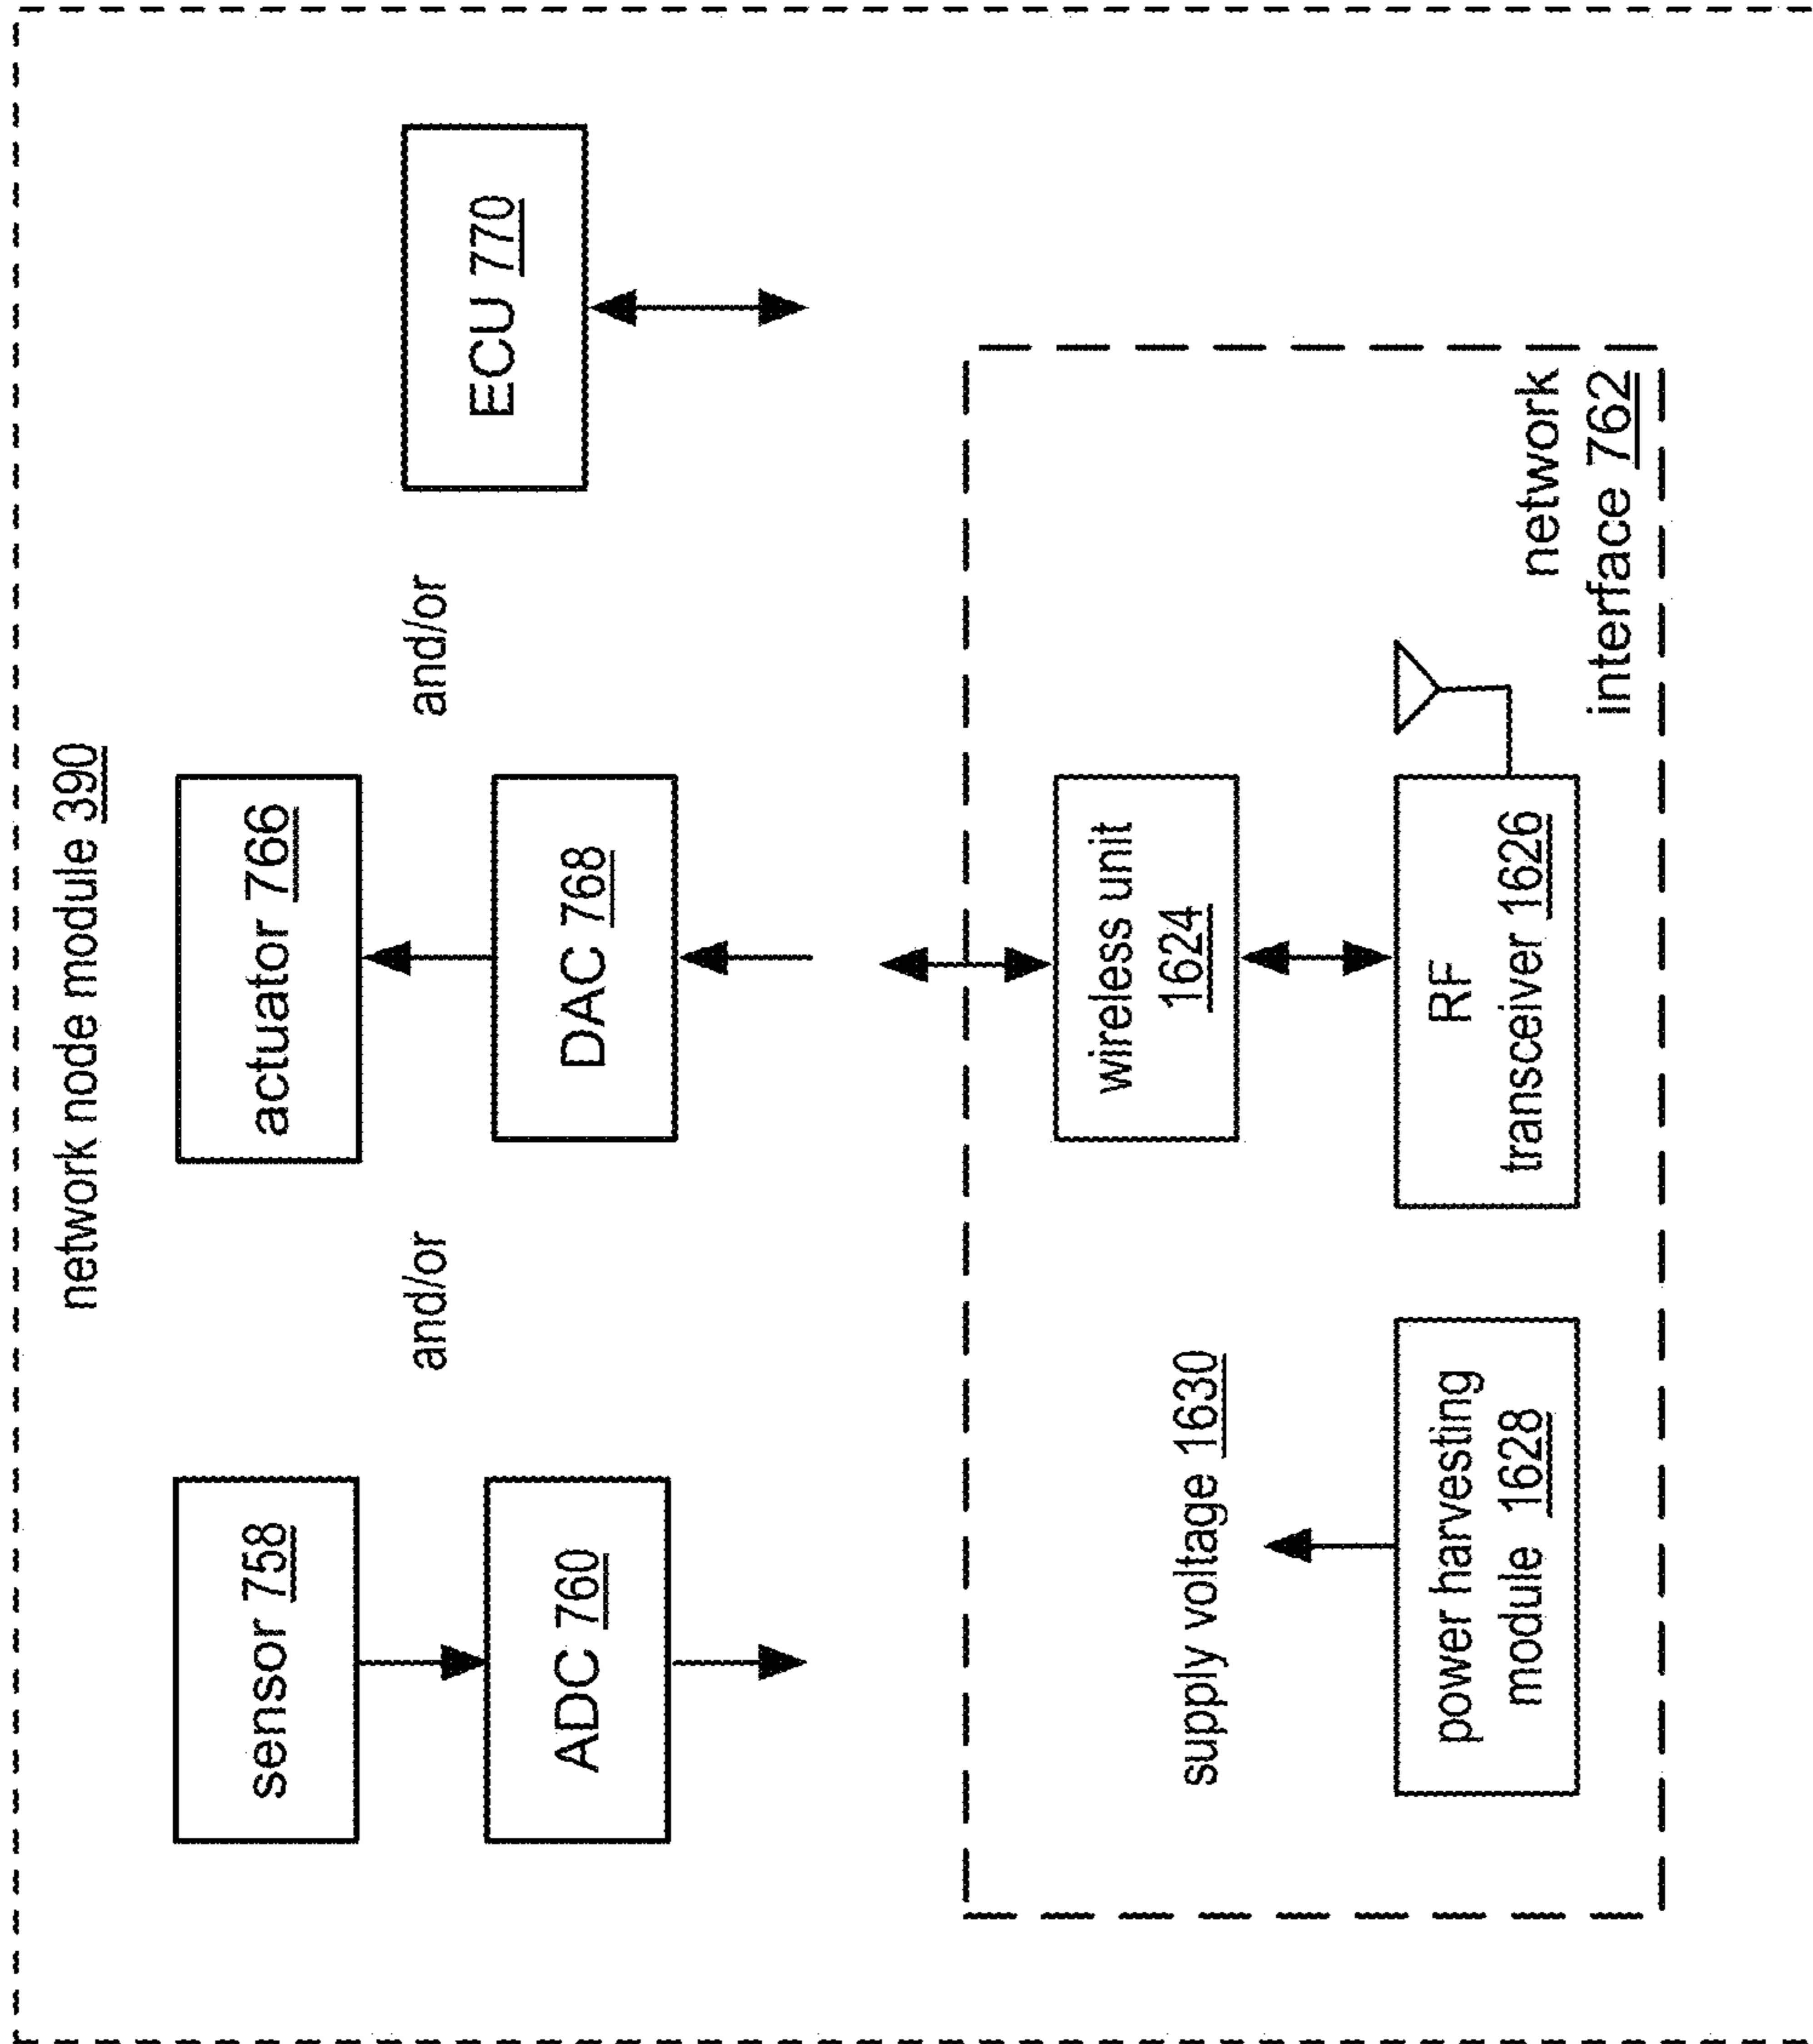 network node module 390
sensor 758
actuator 766
ADC 760
and/or
DAC 768
and/or
ECU 770
supply voltage 1630
wireless unit
1624
power harvesting
module 1628
RF
transceiver 1626
network
interface 762